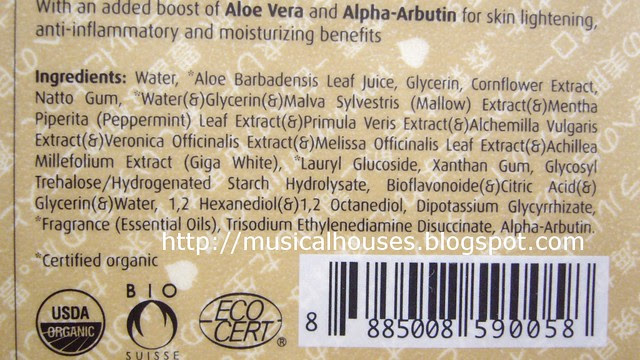 With an added boost of Aloe Vera and Alpha-Arbutin for skin lightening,
anti-inflammatory and moisturizing benefits
Ingredients: Water, *Aloe Barbadensis Leaf Juice, Glycerin, Cornflower Extract,
Natto Gum, *Water(&)Glycerin(&)Malva Sylvestris (Mallow) Extract(&)Mentha
Piperita (Peppermint) Leaf Extract(&)Primula Veris Extract(&)Alchemilla Vulgaris
Extract(&)Veronica Officinalis Extract(&)Melissa Officinalis Leaf Extract(&)Achillea
Millefolium Extract (Giga White), *Lauryl Glucoside, Xanthan Gum, Glycosyl
Trehalose/Hydrogenated Starch Hydrolysate, Bioflavonoide(&)Citric Acid(&)
Glycerin(&)Water, 1,2 Hexanediol(&)1,2 Octanediol, Dipotassium Glycyrrhizate,
*Fragrance (Essential Oils), Trisodium Ethylenediamine Disuccinate, Alpha-Arbutin.
http://musicalhouses.blogspot.com
*Certified organic
USDA
ORGANIC
BIO
SUISSE
ECO
CERT
®
8 885008 590058